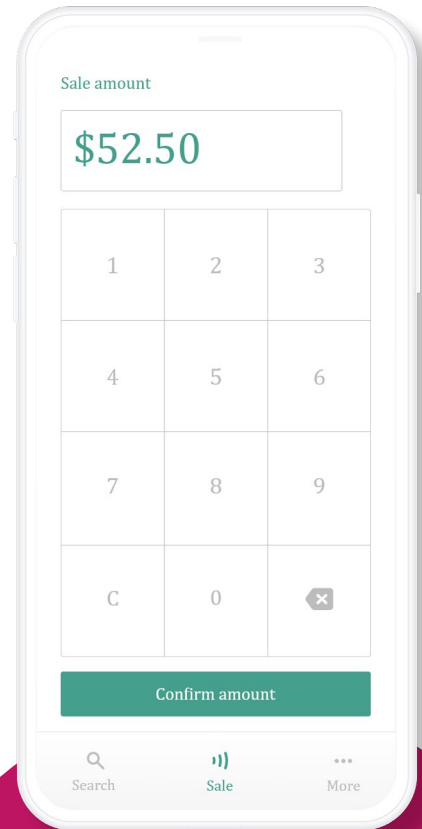 Sale amount
$52.50
1 2 3
4 5 6
7 8 9
C 0
Confirm amount
Search Sale More